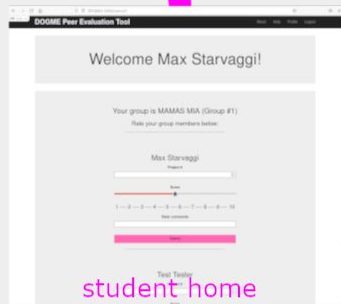 DOGME Peer Evaluation Tool
About Help Profile Logout
Welcome Max Starvaggi!
Your group is MAMAS MIA (Group #1)
Rate your group members below:
Max Starvaggi
Score
1 — 2 — 3 — 4 — 5 — 6 — 7 — 8 — 9 — 10
Submit
Test Tester
student home